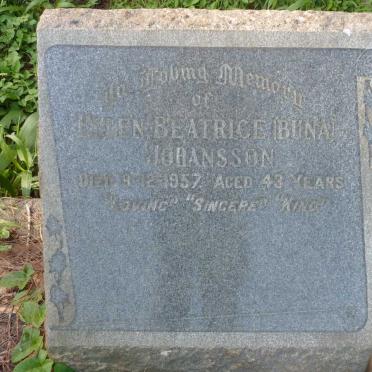 In Loving Memory
of
Beatrice (Buna)
Johansson
Died 9-12-1957. Aged 43 Years
"Loving" "Sincere" "Kind"